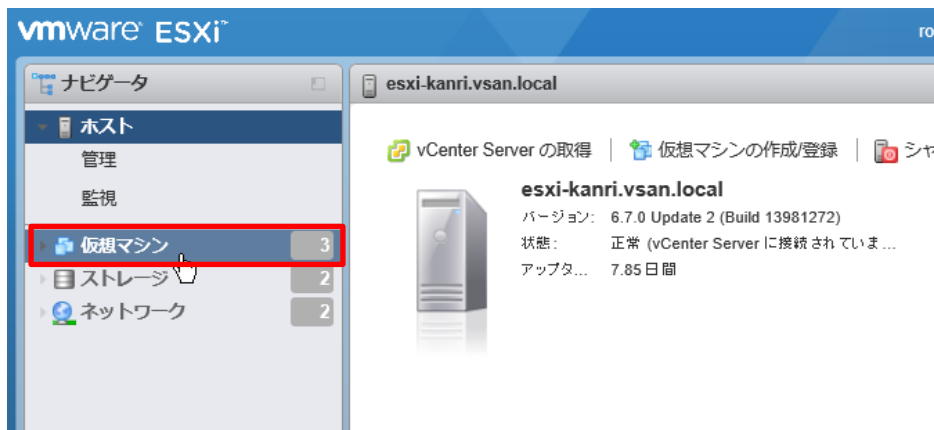 vmware ESXi™
ro
ナビゲータ
esxi-kanri.vsan.local
ホスト
管理
監視
仮想マシン 3
ストレージ 2
ネットワーク 2
vCenter Server の取得 | 仮想マシンの作成/登録 | シャ
esxi-kanri.vsan.local
バージョン: 6.7.0 Update 2 (Build 13981272)
状態: 正常 (vCenter Server に接続されていま...
アップタ... 7.85 日間